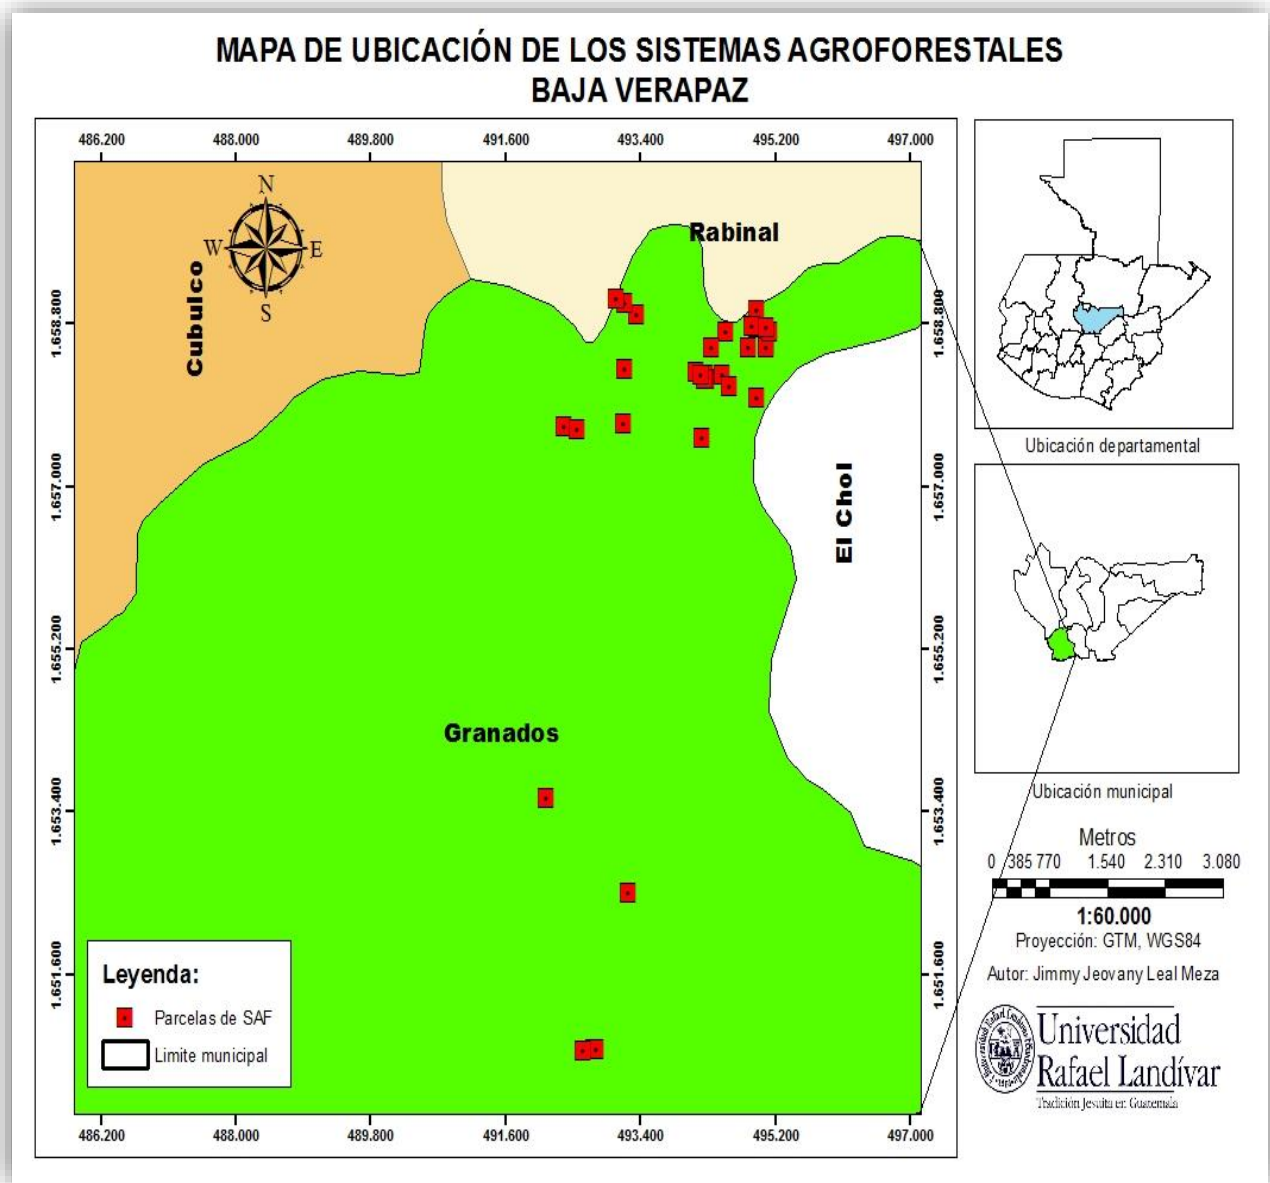 MAPA DE UBICACIÓN DE LOS SISTEMAS AGROFORESTALES
BAJA VERAPAZ
486.200 488.000 489.800 491.600 493.400 495.200 497.000
N
W E
S
Cubulco
Rabinal
El Chol
Granados
1.658.800
1.657.000
1.655.200
1.653.400
1.651.600
1.658.800
1.657.000
1.655.200
1.653.400
1.651.600
Leyenda:
Parcelas de SAF
Limite municipal
486.200 488.000 489.800 491.600 493.400 495.200 497.000
Ubicación departamental
Ubicación municipal
Metros
0 385 770 1.540 2.310 3.080
1:60.000
Proyección: GTM, WGS84
Autor: Jimmy Jeovany Leal Meza
Universidad
Rafael Landívar
Tradición Jesuita en Guatemala